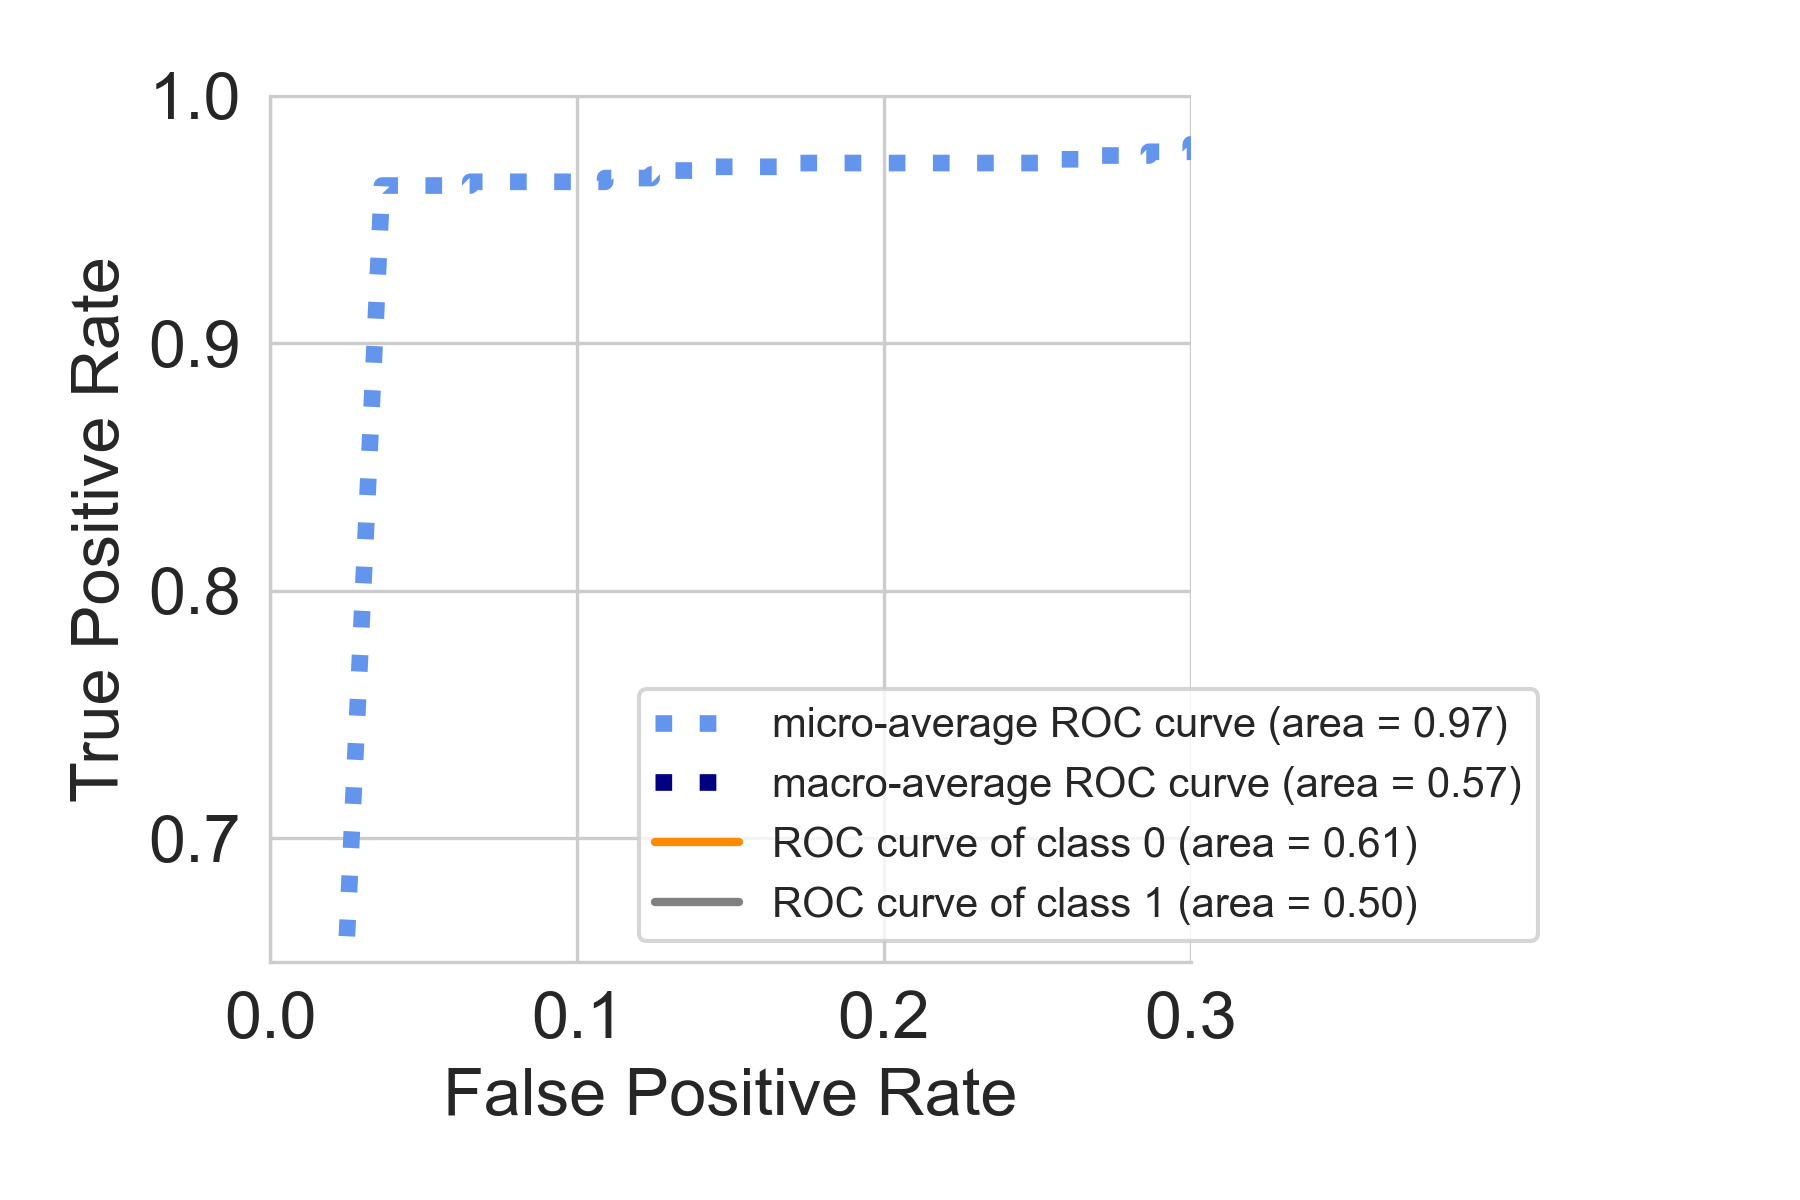 1.0
0.9
0.8
0.7
True Positive Rate
micro-average ROC curve (area = 0.97)
macro-average ROC curve (area = 0.57)
ROC curve of class 0 (area = 0.61)
ROC curve of class 1 (area = 0.50)
0.0 0.1 0.2 0.3
False Positive Rate